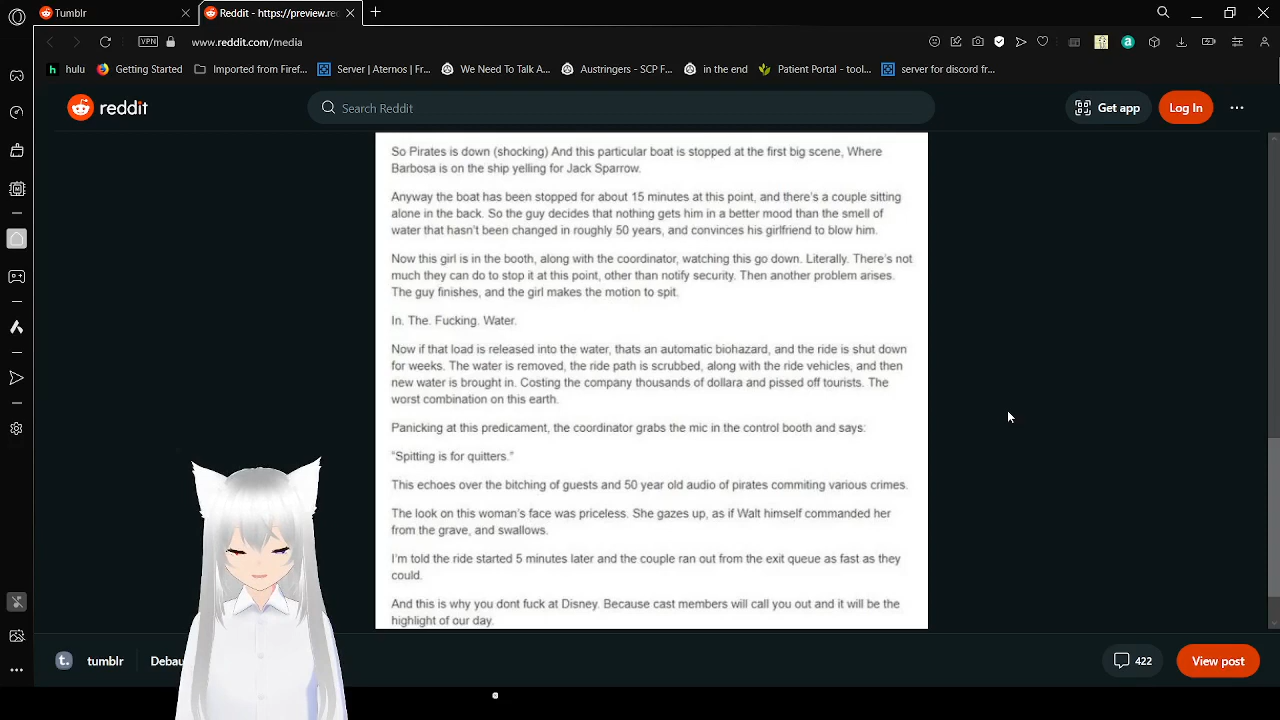 Tumblr
Reddit - https://preview.rec
VPN
www.reddit.com/media
hulu
Getting Started
Imported from Firef...
Server | Aternos | Fr...
We Need To Talk A...
Austringers - SCP F...
in the end
Patient Portal - tool...
server for discord fr...
reddit
Search Reddit
Get app
Log In
So Pirates is down (shocking) And this particular boat is stopped at the first big scene, Where
Barbosa is on the ship yelling for Jack Sparrow.
Anyway the boat has been stopped for about 15 minutes at this point, and there's a couple sitting
alone in the back. So the guy decides that nothing gets him in a better mood than the smell of
water that hasn't been changed in roughly 50 years, and convinces his girlfriend to blow him.
Now this girl is in the booth, along with the coordinator, watching this go down. Literally. There's not
much they can do to stop it at this point, other than notify security. Then another problem arises.
The guy finishes, and the girl makes the motion to spit.
In. The. Fucking. Water.
Now if that load is released into the water, thats an automatic biohazard, and the ride is shut down
for weeks. The water is removed, the ride path is scrubbed, along with the ride vehicles, and then
new water is brought in. Costing the company thousands of dollara and pissed off tourists. The
worst combination on this earth.
Panicking at this predicament, the coordinator grabs the mic in the control booth and says:
"Spitting is for quitters."
This echoes over the bitching of guests and 50 year old audio of pirates commiting various crimes.
The look on this woman's face was priceless. She gazes up, as if Walt himself commanded her
from the grave, and swallows.
I'm told the ride started 5 minutes later and the couple ran out from the exit queue as fast as they
could.
And this is why you dont fuck at Disney. Because cast members will call you out and it will be the
highlight of our day.
t.
tumblr
Debau
422
View post